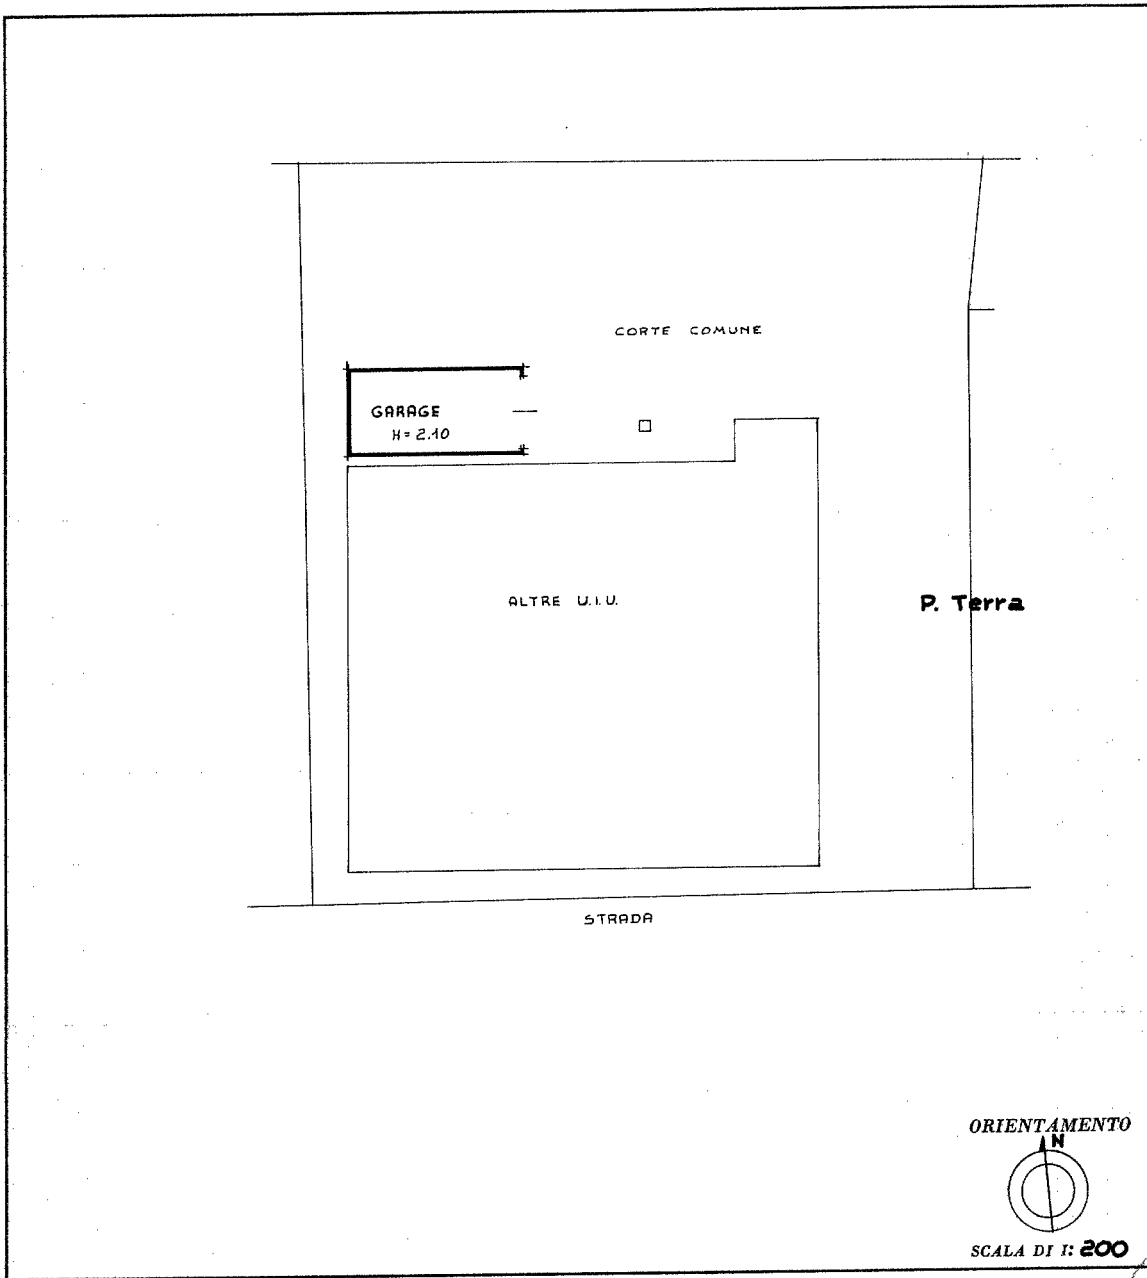 CORTE COMUNE
GARAGE
H=2.10
ALTRE U.I.U.
P. Terra
STRADA
ORIENTAMENTO
N
SCALA DI 1: 200